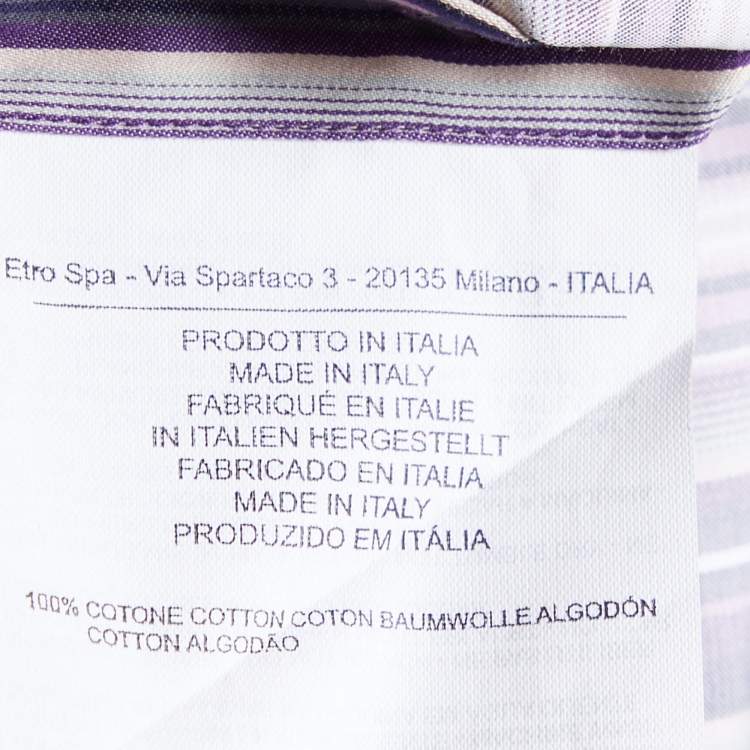 Etro Spa - Via Spartaco 3 - 20135 Milano - ITALIA
PRODOTTO IN ITALIA
MADE IN ITALY
FABRIQUÉ EN ITALIE
IN ITALIEN HERGESTELLT
FABRICADO EN ITALIA
MADE IN ITALY
PRODUZIDO EM ITÁLIA
100% COTONE COTTON COTON BAUMWOLLE ALGODÓN
COTTON ALGODÃO